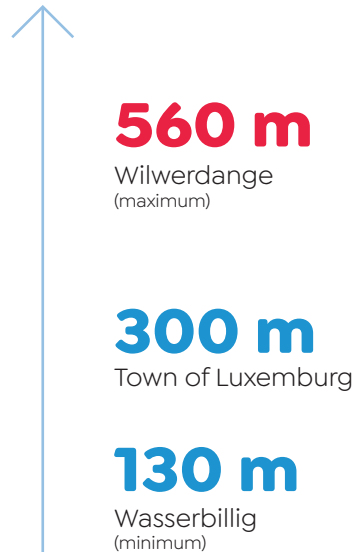 560 m
Wilwerdange
(maximum)
300 m
Town of Luxemburg
130 m
Wasserbillig
(minimum)